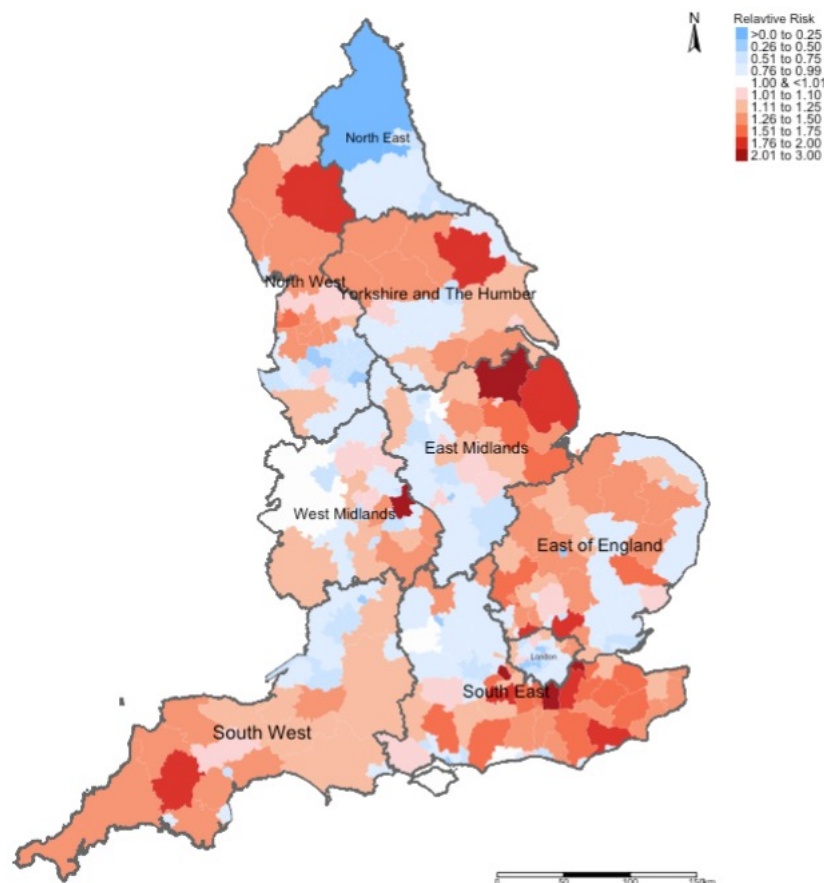 N
Relavtive Risk
>0.0 to 0.25
0.26 to 0.50
0.51 to 0.75
0.76 to 0.99
1.00 & <1.01
1.01 to 1.10
1.11 to 1.25
1.26 to 1.50
1.51 to 1.75
1.76 to 2.00
2.01 to 3.00
North East
North West
Yorkshire and The Humber
East Midlands
West Midlands
East of England
London
South East
South West
0 50 100 150km